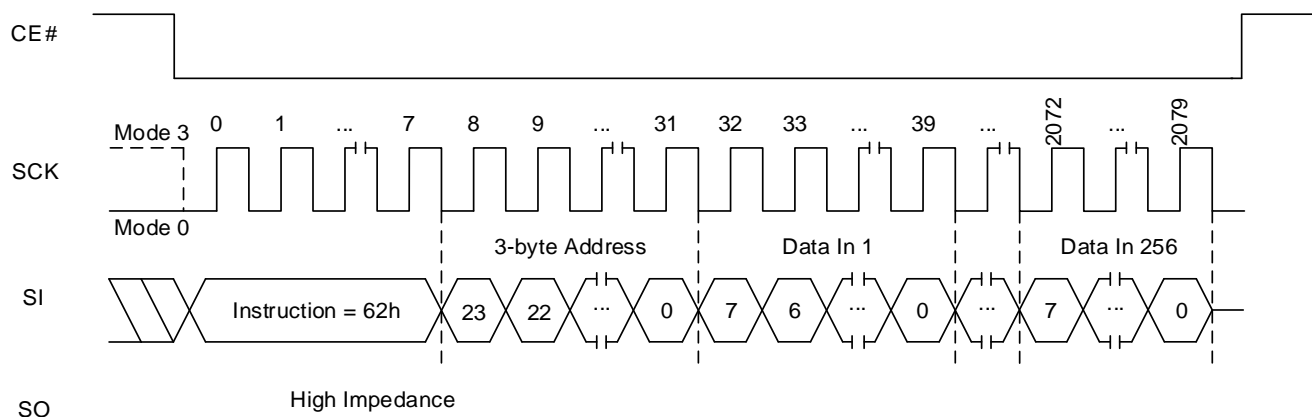 CE#
SCK
Mode 3
Mode 0
0 1 ... 7 8 9 ... 31 32 33 ... 39 ... 2072 ... 2079
3-byte Address Data In 1 Data In 256
SI
Instruction = 62h 23 22 ... 0 7 6 ... 0 ... 7 ... 0
SO
High Impedance